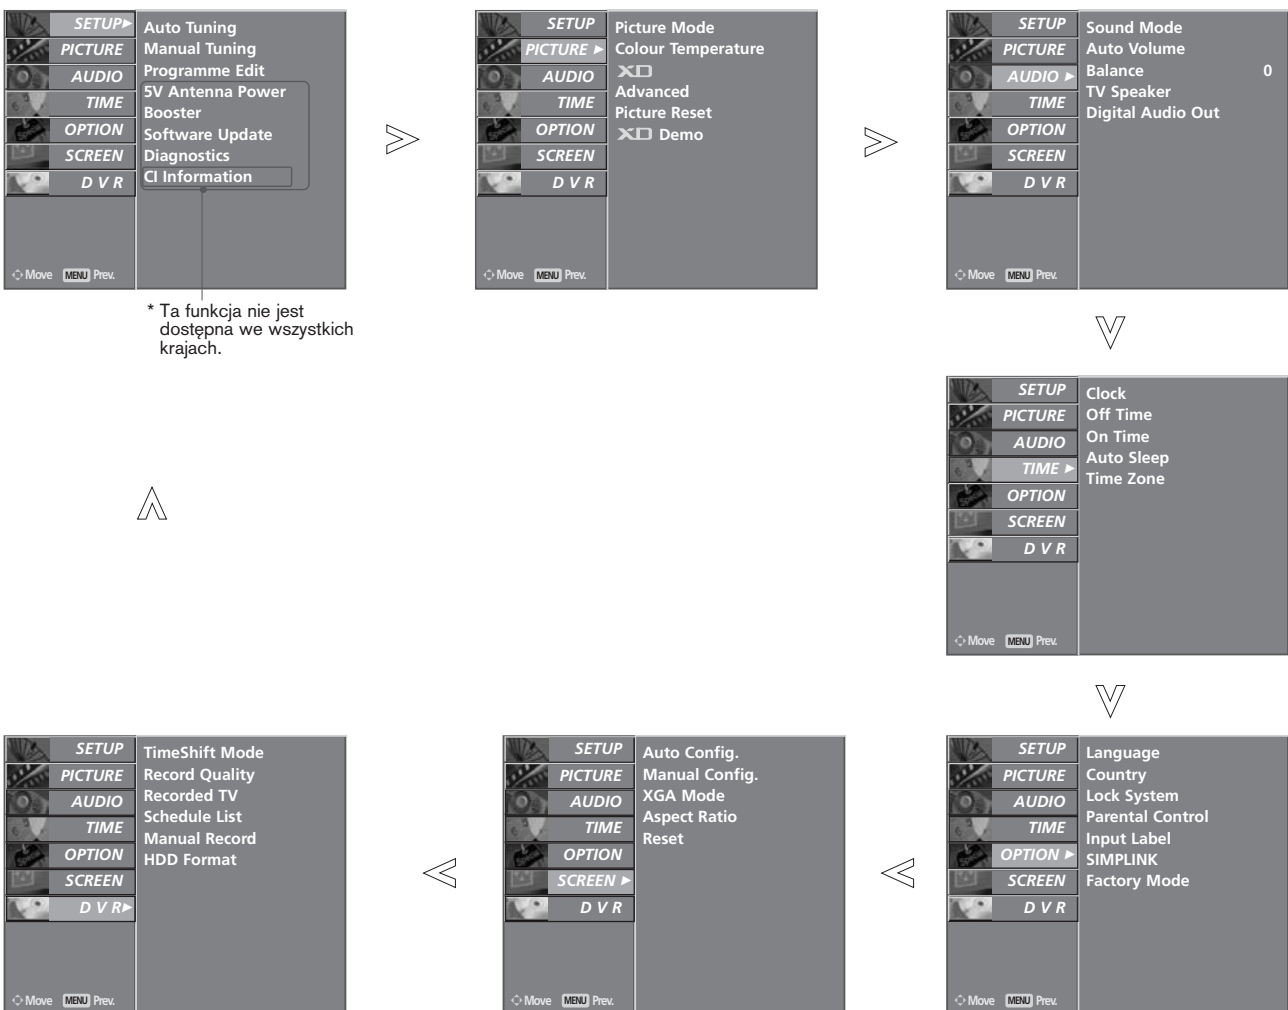 SETUP
PICTURE
AUDIO
TIME
OPTION
SCREEN
D V R
Auto Tuning
Manual Tuning
Programme Edit
5V Antenna Power
Booster
Software Update
Diagnostics
CI Information
Move MENU Prev.
* Ta funkcja nie jest
dostępna we wszystkich
krajach.
SETUP
PICTURE
AUDIO
TIME
OPTION
SCREEN
D V R
Picture Mode
Colour Temperature
XD
Advanced
Picture Reset
XD Demo
Move MENU Prev.
SETUP
PICTURE
AUDIO
TIME
OPTION
SCREEN
D V R
Sound Mode
Auto Volume
Balance 0
TV Speaker
Digital Audio Out
Move MENU Prev.
SETUP
PICTURE
AUDIO
TIME
OPTION
SCREEN
D V R
Clock
Off Time
On Time
Auto Sleep
Time Zone
Move MENU Prev.
SETUP
PICTURE
AUDIO
TIME
OPTION
SCREEN
D V R
TimeShift Mode
Record Quality
Recorded TV
Schedule List
Manual Record
HDD Format
Move MENU Prev.
SETUP
PICTURE
AUDIO
TIME
OPTION
SCREEN
D V R
Auto Config.
Manual Config.
XGA Mode
Aspect Ratio
Reset
Move MENU Prev.
SETUP
PICTURE
AUDIO
TIME
OPTION
SCREEN
D V R
Language
Country
Lock System
Parental Control
Input Label
SIMPLINK
Factory Mode
Move MENU Prev.